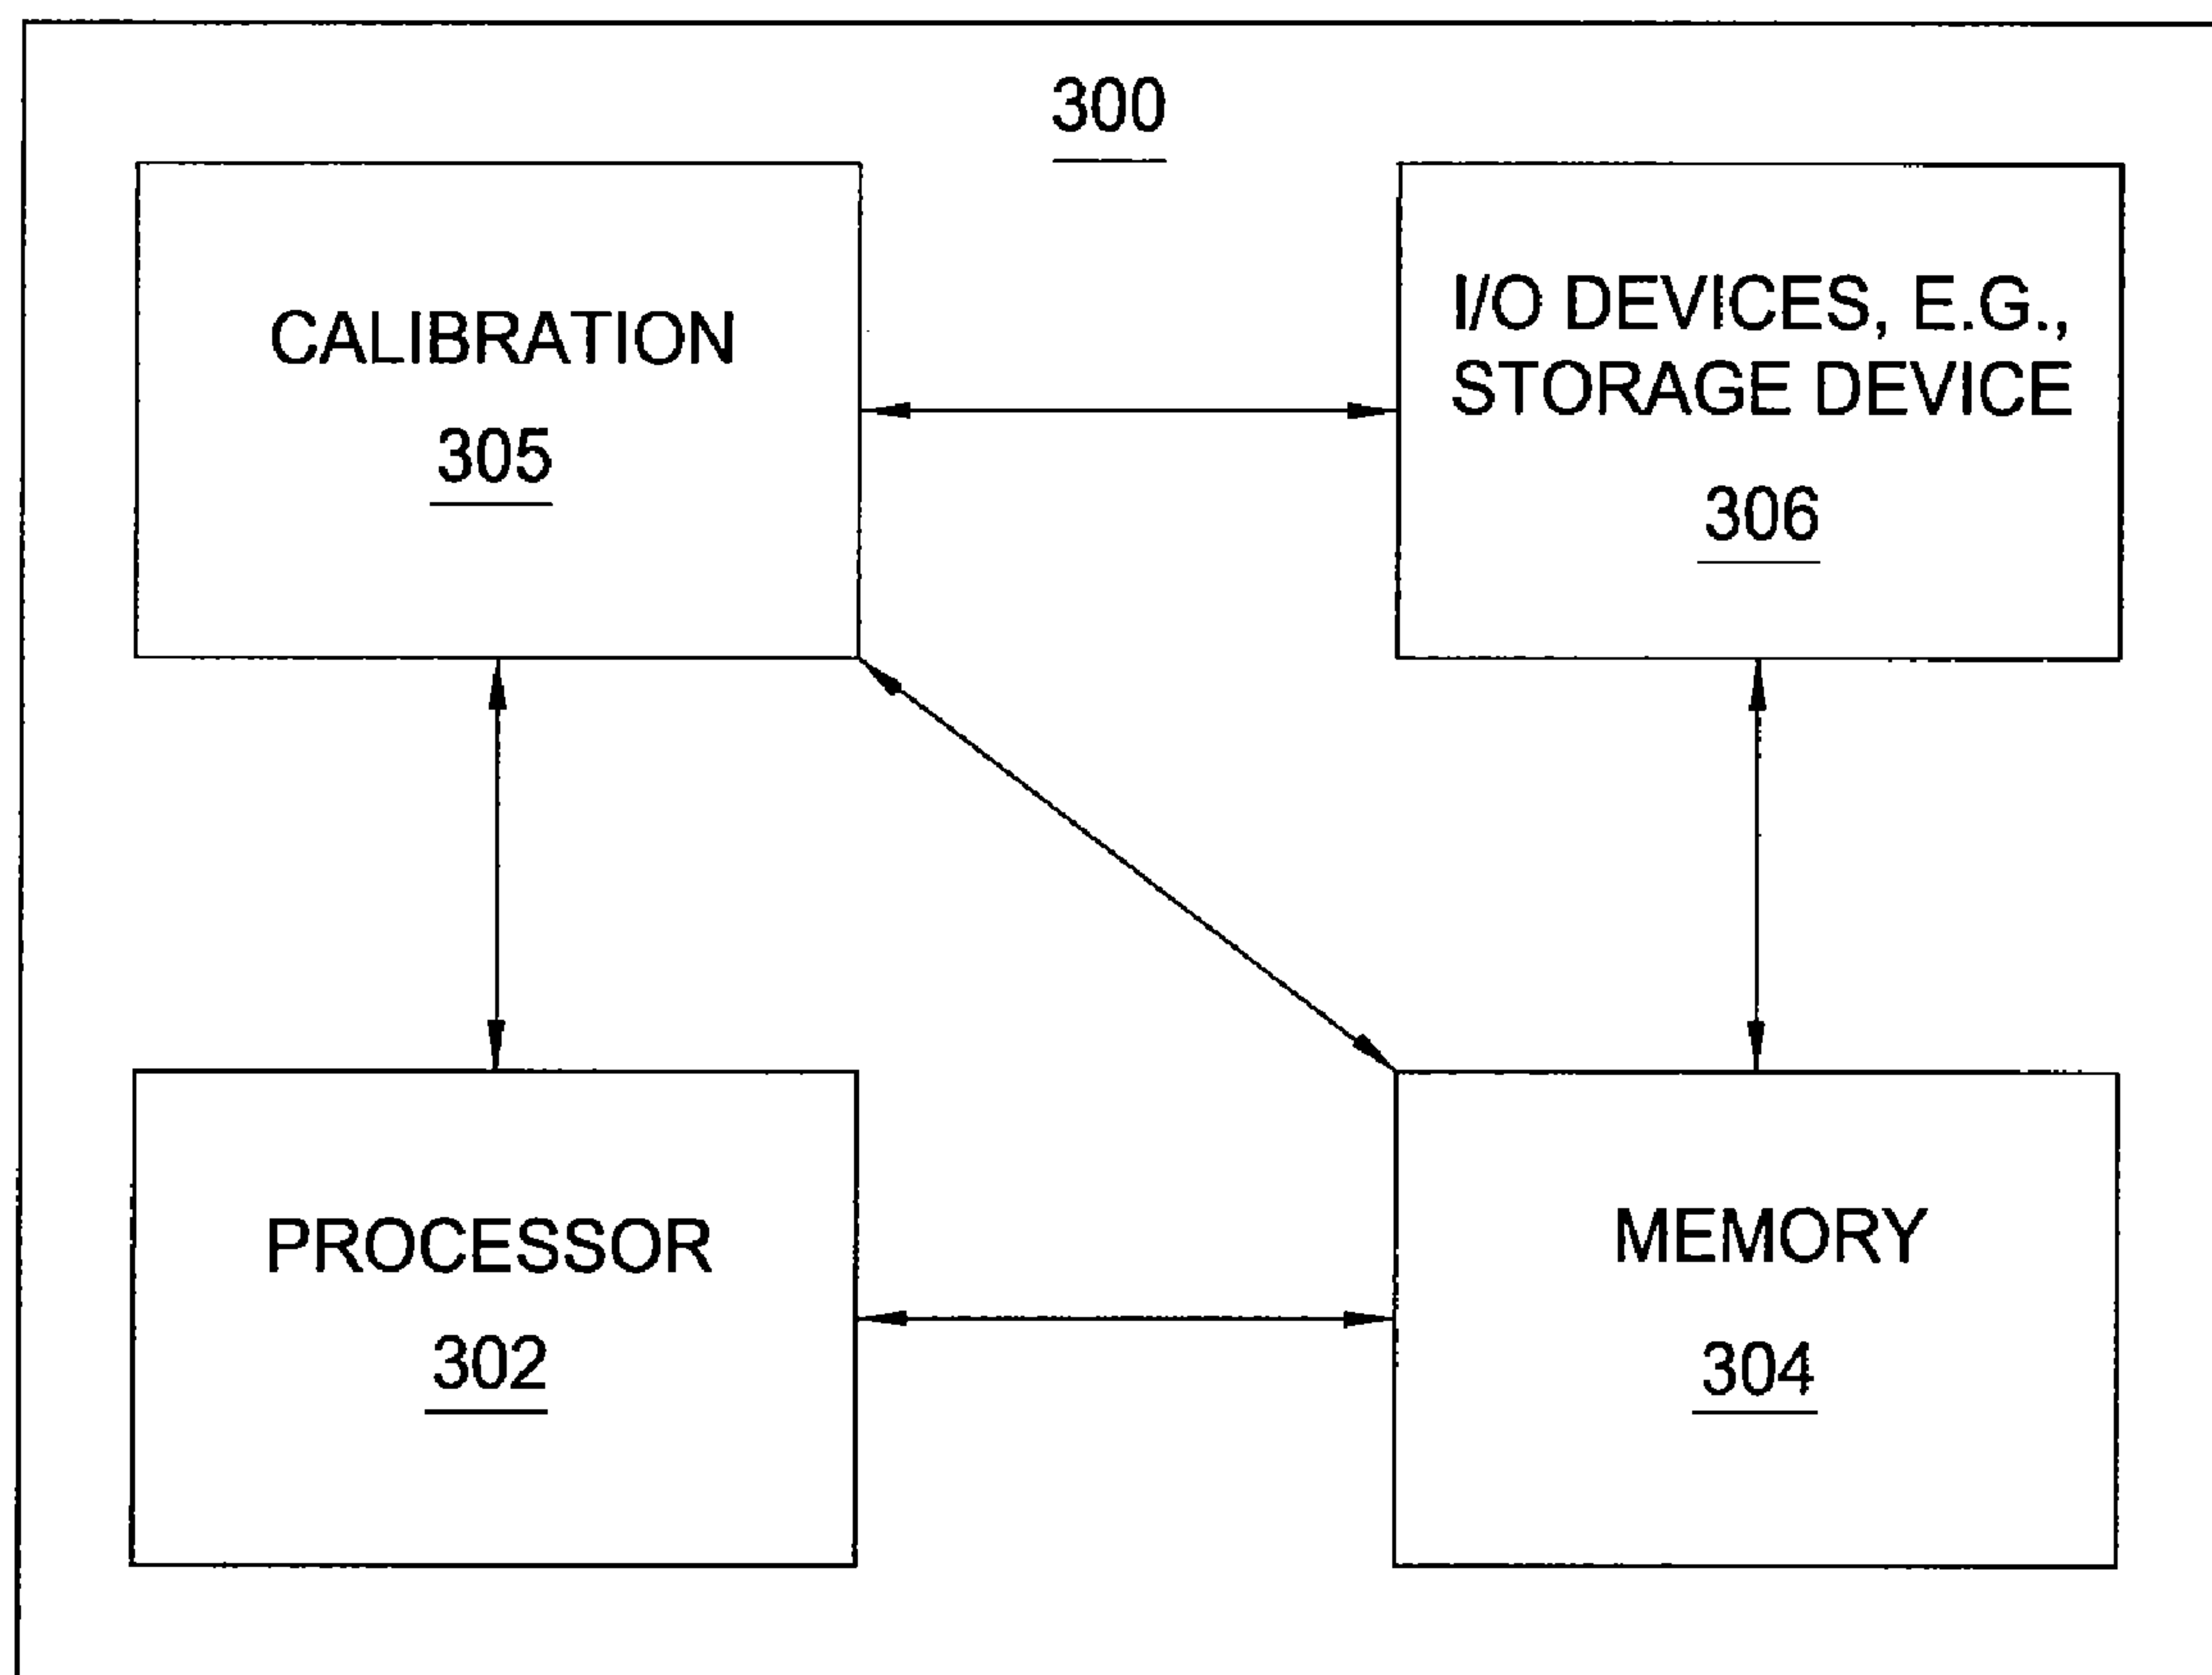 300
CALIBRATION
305
I/O DEVICES, E.G.,
STORAGE DEVICE
306
PROCESSOR
302
MEMORY
304